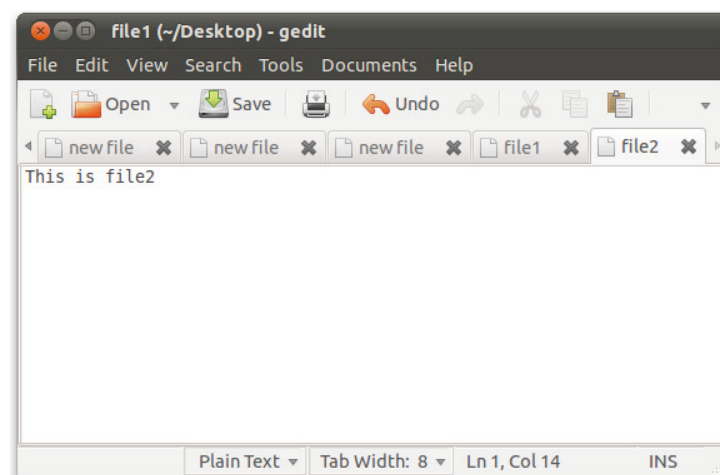 file1 (~/Desktop) - gedit
File Edit View Search Tools Documents Help
Open Save Undo
new file new file new file file1 file2
This is file2
Plain Text Tab Width: 8 Ln 1, Col 14 INS